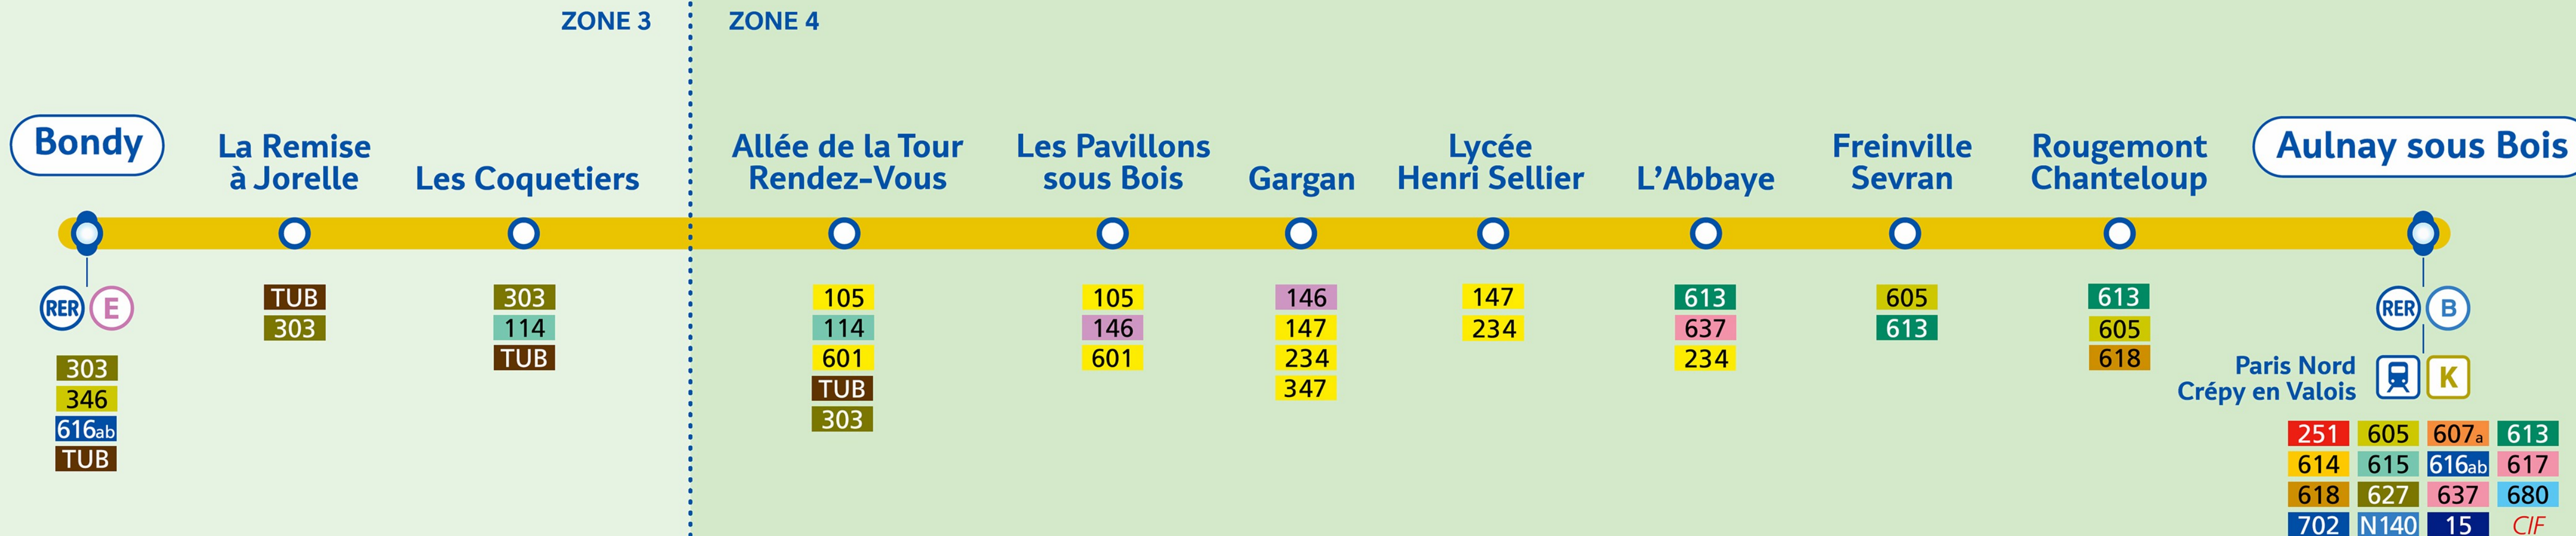 ZONE 3
ZONE 4
Bondy
La Remise
à Jorelle
Les Coquetiers
Allée de la Tour
Rendez-Vous
Les Pavillons
sous Bois
Gargan
Lycée
Henri Sellier
L'Abbaye
Freinville
Sevran
Rougemont
Chanteloup
Aulnay sous Bois
RER E
303
346
616ab
TUB
TUB
303
303
114
TUB
105
114
601
TUB
303
105
146
601
146
147
234
347
147
234
613
637
234
605
613
613
605
618
RER B
Paris Nord
Crépy en Valois
K
251 605 607a 613
614 615 616ab 617
618 627 637 680
702 N140 15 CIF